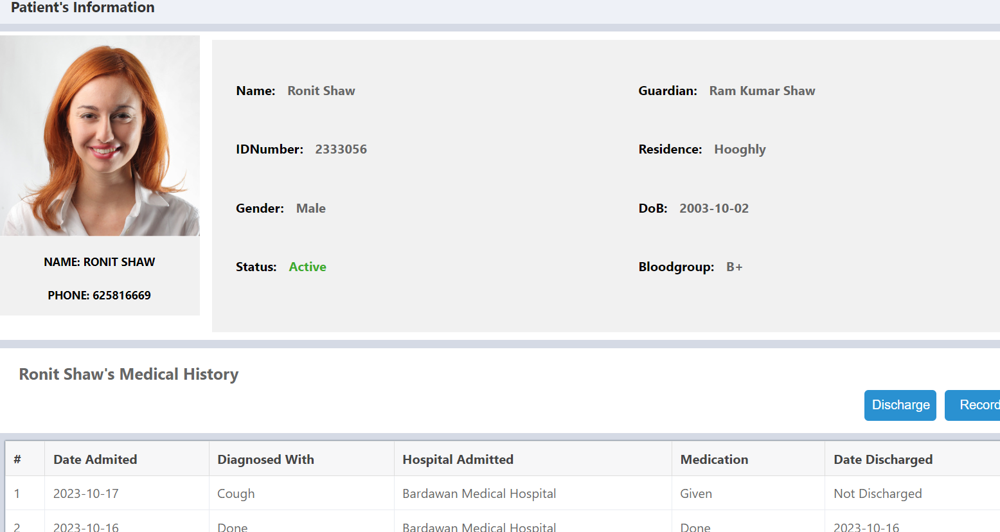 Patient's Information
Name: Ronit Shaw
Guardian: Ram Kumar Shaw
IDNumber: 2333056
Residence: Hooghly
Gender: Male
DoB: 2003-10-02
Status: Active
Bloodgroup: B+
NAME: RONIT SHAW
PHONE: 625816669
Ronit Shaw's Medical History
Discharge Record
# Date Admited Diagnosed With Hospital Admitted Medication Date Discharged
1 2023-10-17 Cough Bardawan Medical Hospital Given Not Discharged
2 2023-10-16 Done Bardawan Medical Hospital Done 2023-10-16